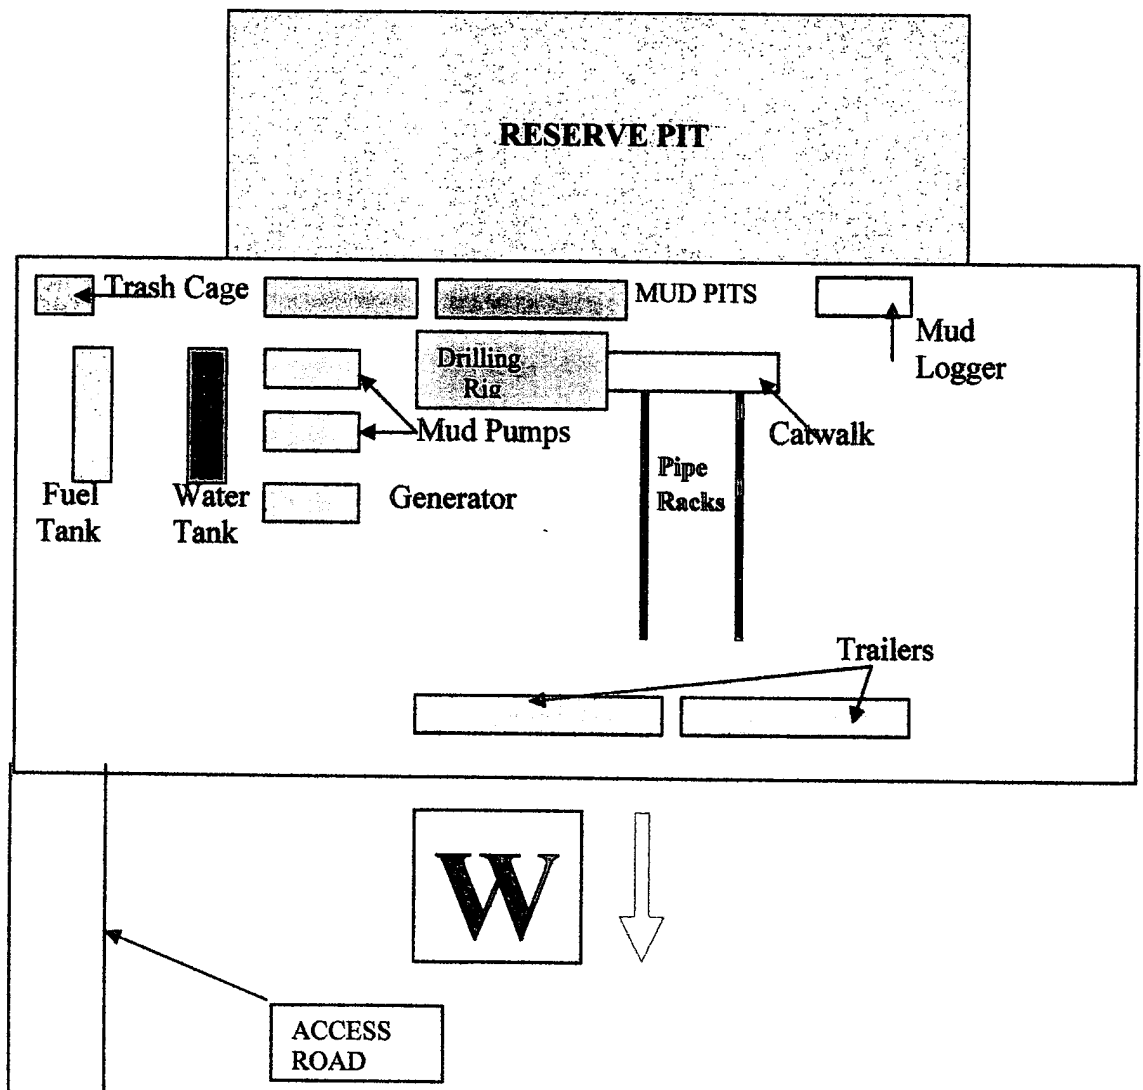 RESERVE PIT
Trash Cage
MUD PITS
Mud
Logger
Drilling
Rig
Mud Pumps
Catwalk
Pipe
Racks
Fuel
Tank
Water
Tank
Generator
Trailers
W
ACCESS
ROAD